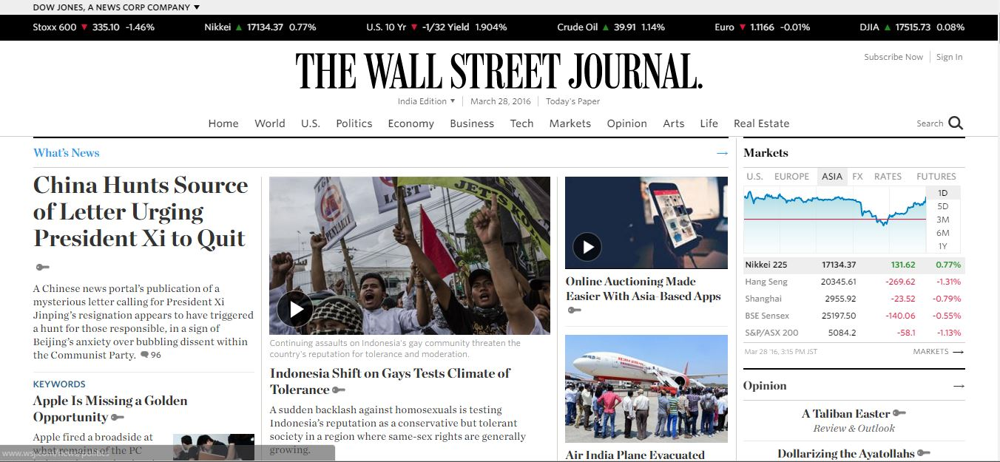 DOW JONES, A NEWS CORP COMPANY ▼
Stoxx 600 ▼ 335.10 -1.46% Nikkei ▲ 17134.37 0.77% U.S. 10 Yr ▼ -1/32 Yield 1.904% Crude Oil ▲ 39.91 1.14% Euro ▼ 1.1166 -0.01% DJIA ▲ 17515.73 0.08%
Subscribe Now | Sign In
THE WALL STREET JOURNAL.
India Edition ▼ | March 28, 2016 | Today's Paper
Home World U.S. Politics Economy Business Tech Markets Opinion Arts Life Real Estate Search
What's News →
China Hunts Source
of Letter Urging
President Xi to Quit
A Chinese news portal's publication of a
mysterious letter calling for President Xi
Jinping's resignation appears to have triggered
a hunt for those responsible, in a sign of
Beijing's anxiety over bubbling dissent within
the Communist Party. 96
KEYWORDS
Apple Is Missing a Golden
Opportunity
Apple fired a broadside at
what remains of the PC
www.wsj.com/news/politics
PENYAKIT
LGBT
Continuing assaults on Indonesia's gay community threaten the
country's reputation for tolerance and moderation.
Indonesia Shift on Gays Tests Climate of
Tolerance
A sudden backlash against homosexuals is testing
Indonesia's reputation as a conservative but tolerant
society in a region where same-sex rights are generally
growing.
Online Auctioning Made
Easier With Asia-Based Apps
Air India Plane Evacuated
Markets
U.S. EUROPE ASIA FX RATES FUTURES
1D
5D
3M
6M
1Y
Nikkei 225 17134.37 131.62 0.77%
Hang Seng 20345.61 -269.62 -1.31%
Shanghai 2955.92 -23.52 -0.79%
BSE Sensex 25197.50 -140.06 -0.55%
S&P/ASX 200 5084.2 -58.1 -1.13%
Mar 28 '16, 3:15 PM JST MARKETS →
Opinion →
A Taliban Easter
Review & Outlook
Dollarizing the Ayatollahs